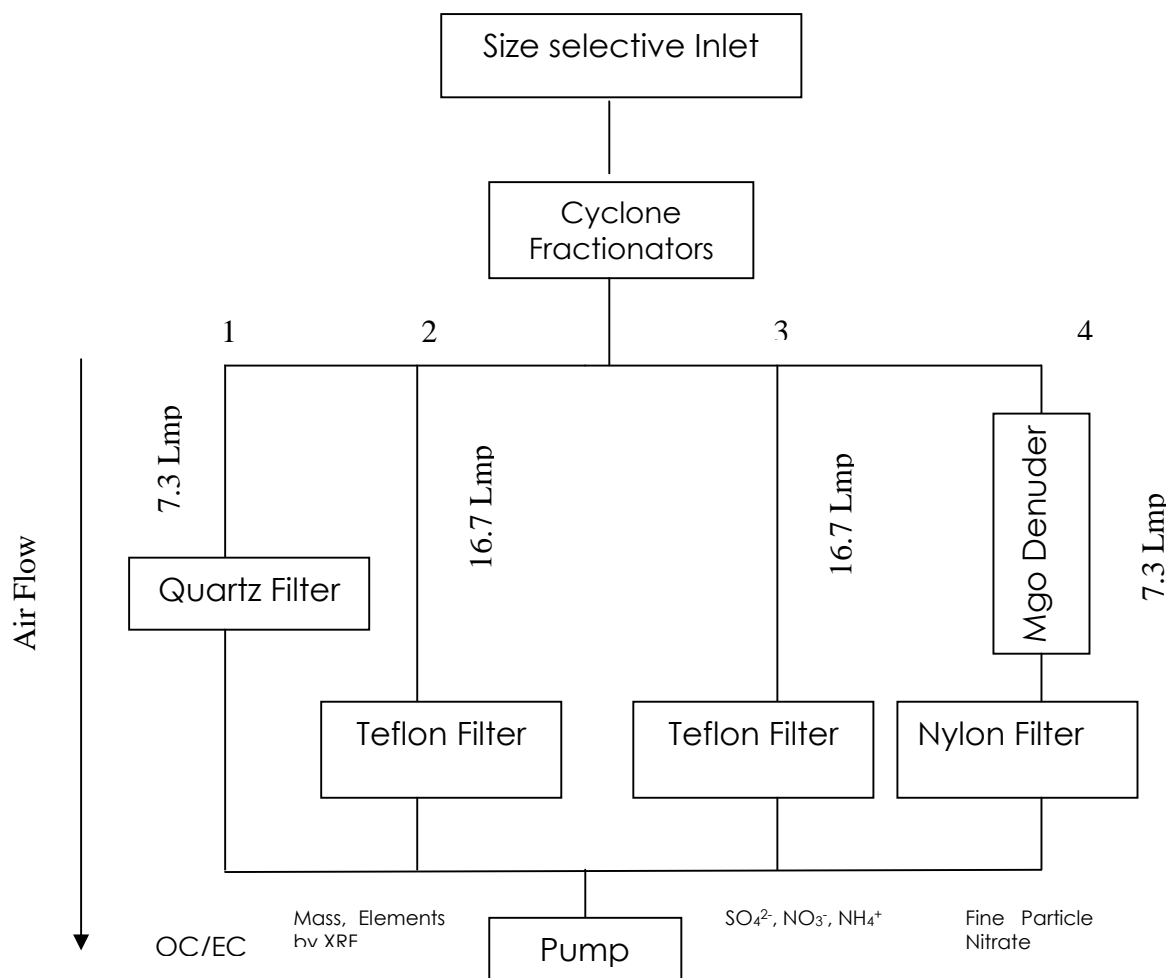 Size selective Inlet
Cyclone
Fractionators
1
2
3
4
7.3 Lmp
16.7 Lmp
16.7 Lmp
Mgo Denuder
7.3 Lmp
Air Flow
Quartz Filter
Teflon Filter
Teflon Filter
Nylon Filter
OC/EC
Mass, Elements
by XRF
Pump
SO₄²⁻, NO₃⁻, NH₄⁺
Fine Particle
Nitrate